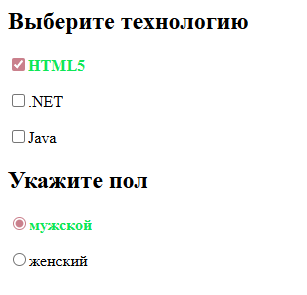 Выберите технологию
HTML5
.NET
Java
Укажите пол
мужской
женский